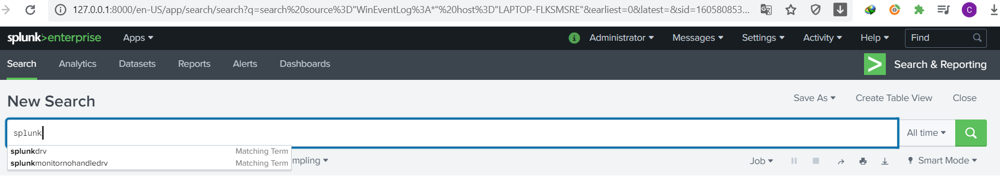 127.0.0.1:8000/en-US/app/search/search?q=search%20source%3D"WinEventLog%3A*"%20host%3D"LAPTOP-FLKSMSRE"&earliest=0&latest=&sid=160580853... C
splunk>enterprise Apps i Administrator Messages Settings Activity Help Find
Search Analytics Datasets Reports Alerts Dashboards > Search & Reporting
New Search Save As Create Table View Close
splunk All time
splunkdrv Matching Term
splunkmonitornohandledrv Matching Term mpling Job Smart Mode